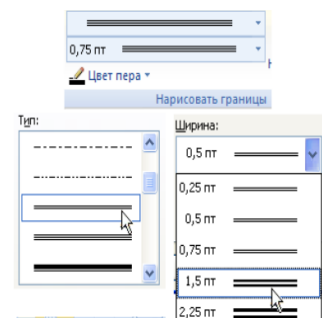 0,75 пт
Цвет пера
Нарисовать границы
Тип:
Ширина:
0,5 пт
0,25 пт
0,5 пт
0,75 пт
1,5 пт
2,25 пт